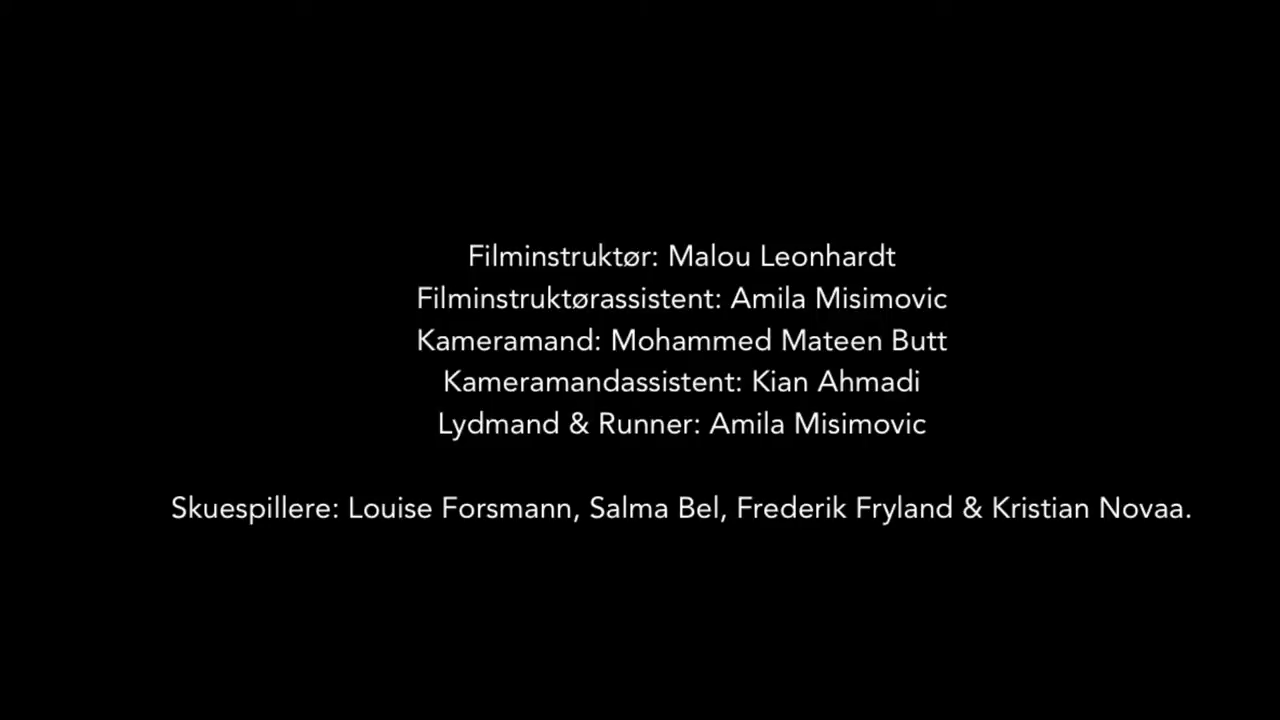 Filminstruktør: Malou Leonhardt
Filminstruktørassistent: Amila Misimovic
Kameramand: Mohammed Mateen Butt
Kameramandassistent: Kian Ahmadi
Lydmand & Runner: Amila Misimovic
Skuespillere: Louise Forsmann, Salma Bel, Frederik Fryland & Kristian Novaa.